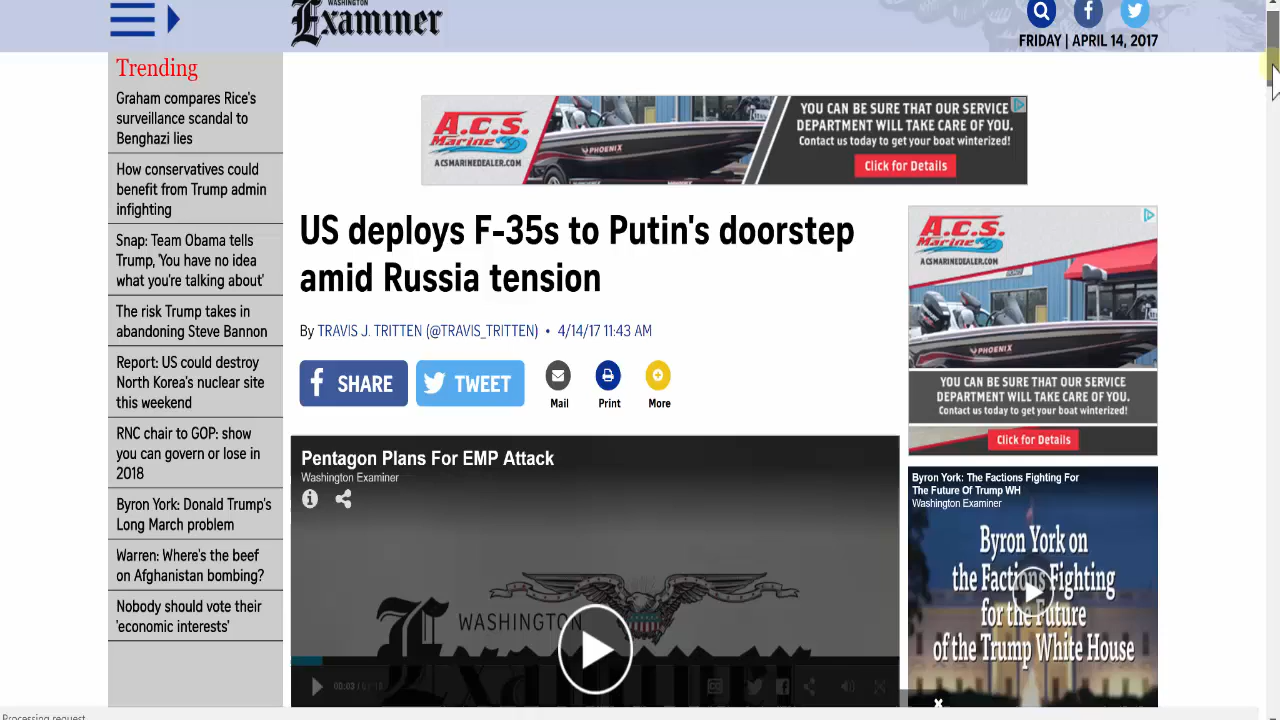 WASHINGTON
Examiner
FRIDAY | APRIL 14, 2017
Trending
Graham compares Rice's
surveillance scandal to
Benghazi lies
How conservatives could
benefit from Trump admin
infighting
Snap: Team Obama tells
Trump, 'You have no idea
what you're talking about'
The risk Trump takes in
abandoning Steve Bannon
Report: US could destroy
North Korea's nuclear site
this weekend
RNC chair to GOP: show
you can govern or lose in
2018
Byron York: Donald Trump's
Long March problem
Warren: Where's the beef
on Afghanistan bombing?
Nobody should vote their
'economic interests'
A.C.S.
Marine
ACSMARINEDEALER.COM
PHOENIX
YOU CAN BE SURE THAT OUR SERVICE
DEPARTMENT WILL TAKE CARE OF YOU.
Contact us today to get your boat winterized!
Click for Details
US deploys F-35s to Putin's doorstep
amid Russia tension
By TRAVIS J. TRITTEN (@TRAVIS_TRITTEN) • 4/14/17 11:43 AM
SHARE
TWEET
Mail
Print
More
Pentagon Plans For EMP Attack
Washington Examiner
WASHINGTON
Examiner
00:03
A.C.S.
Marine
ACSMARINEDEALER.COM
PHOENIX
YOU CAN BE SURE THAT OUR SERVICE
DEPARTMENT WILL TAKE CARE OF YOU.
Contact us today to get your boat winterized!
Click for Details
Byron York: The Factions Fighting For
The Future Of Trump WH
Washington Examiner
Byron York on
the Factions Fighting
for the Future
of the Trump White House
Processing request